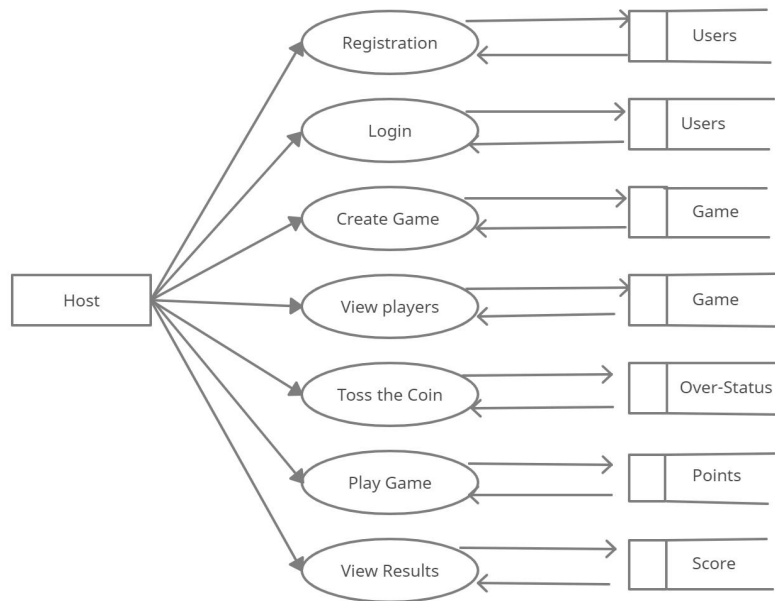 Registration
Users
Login
Users
Create Game
Game
Host
View players
Game
Toss the Coin
Over-Status
Play Game
Points
View Results
Score